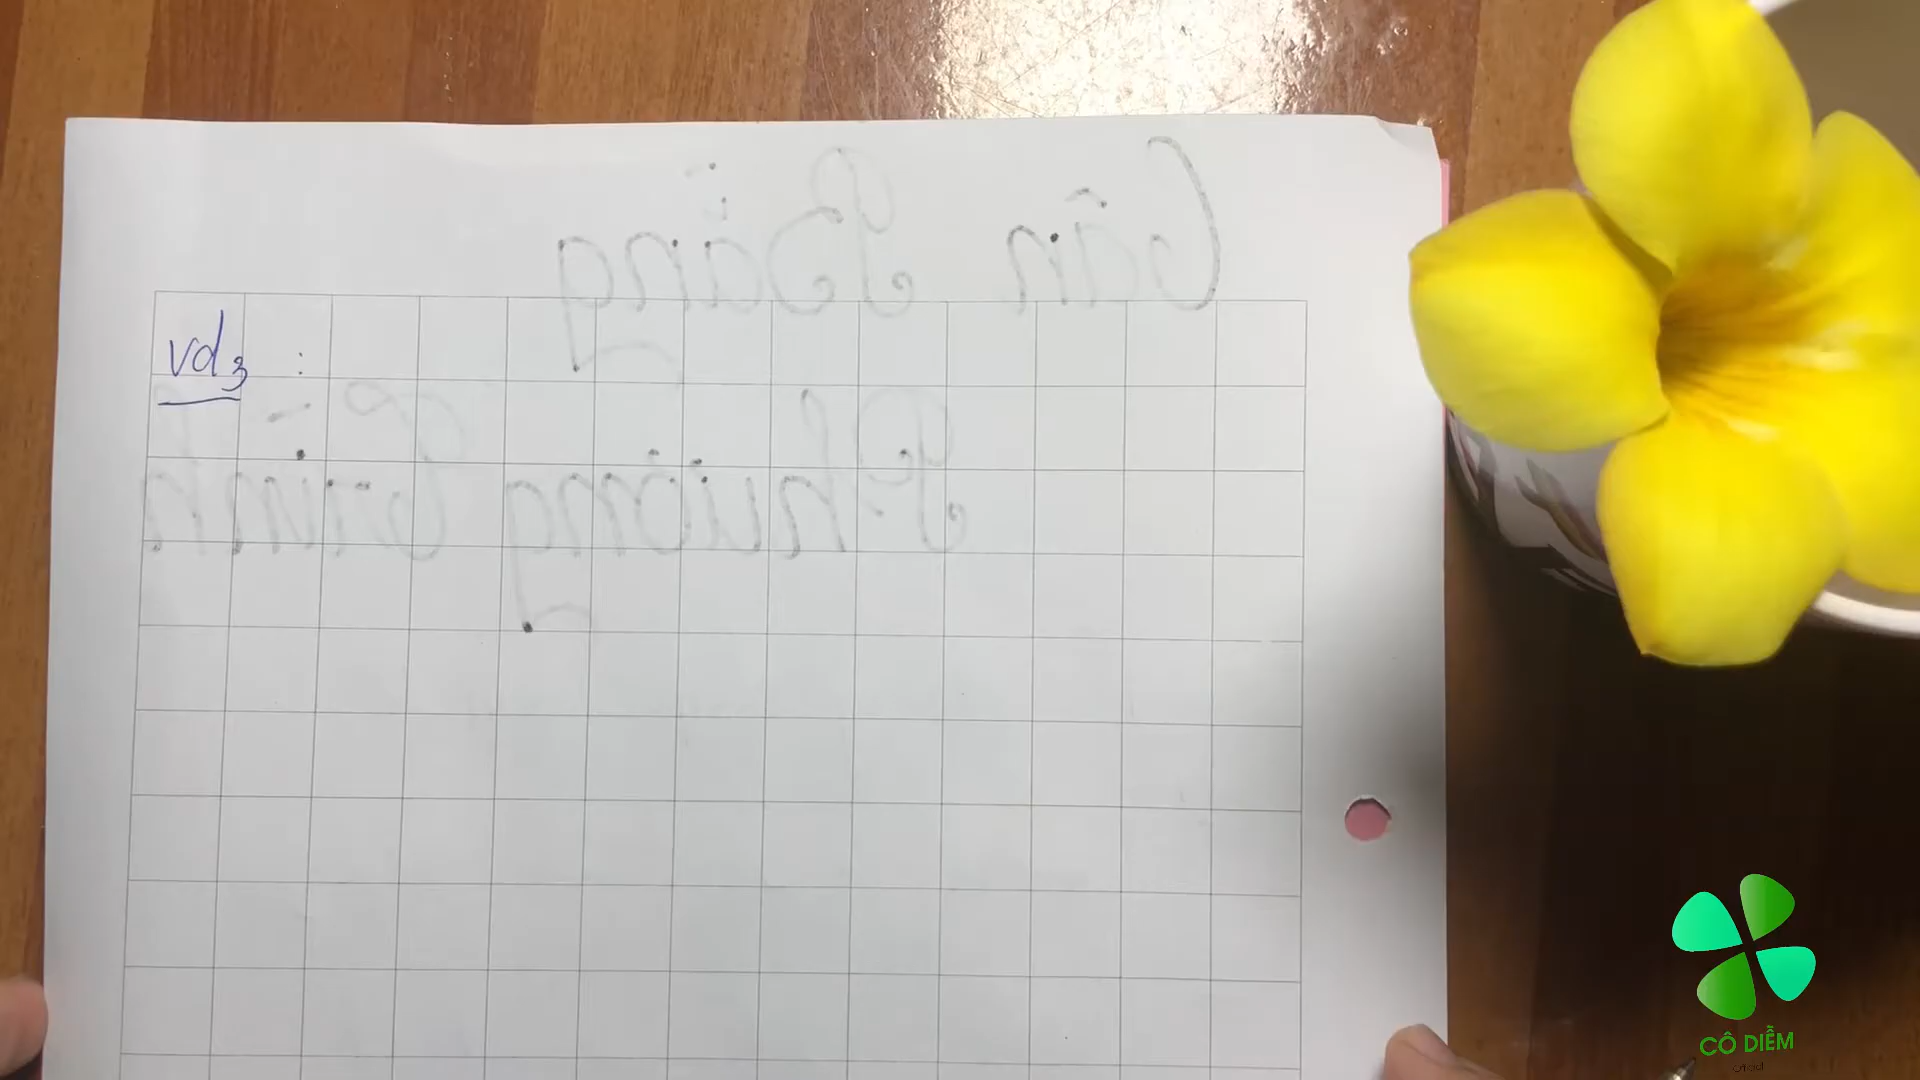 Cân Bằng
vd3 :
Phương trình
CÔ DIỄM